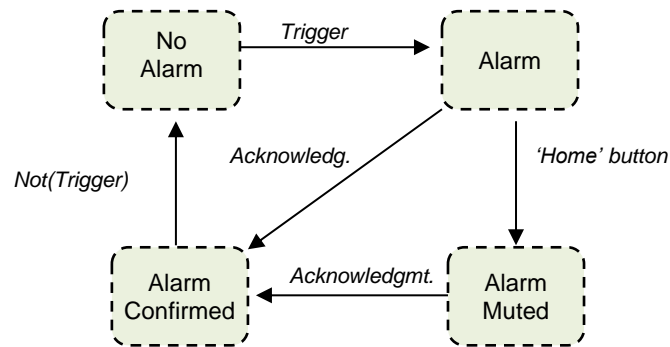 No
Alarm
Trigger
Alarm
Acknowledg.
'Home' button
Not(Trigger)
Alarm
Confirmed
Acknowledgmt.
Alarm
Muted